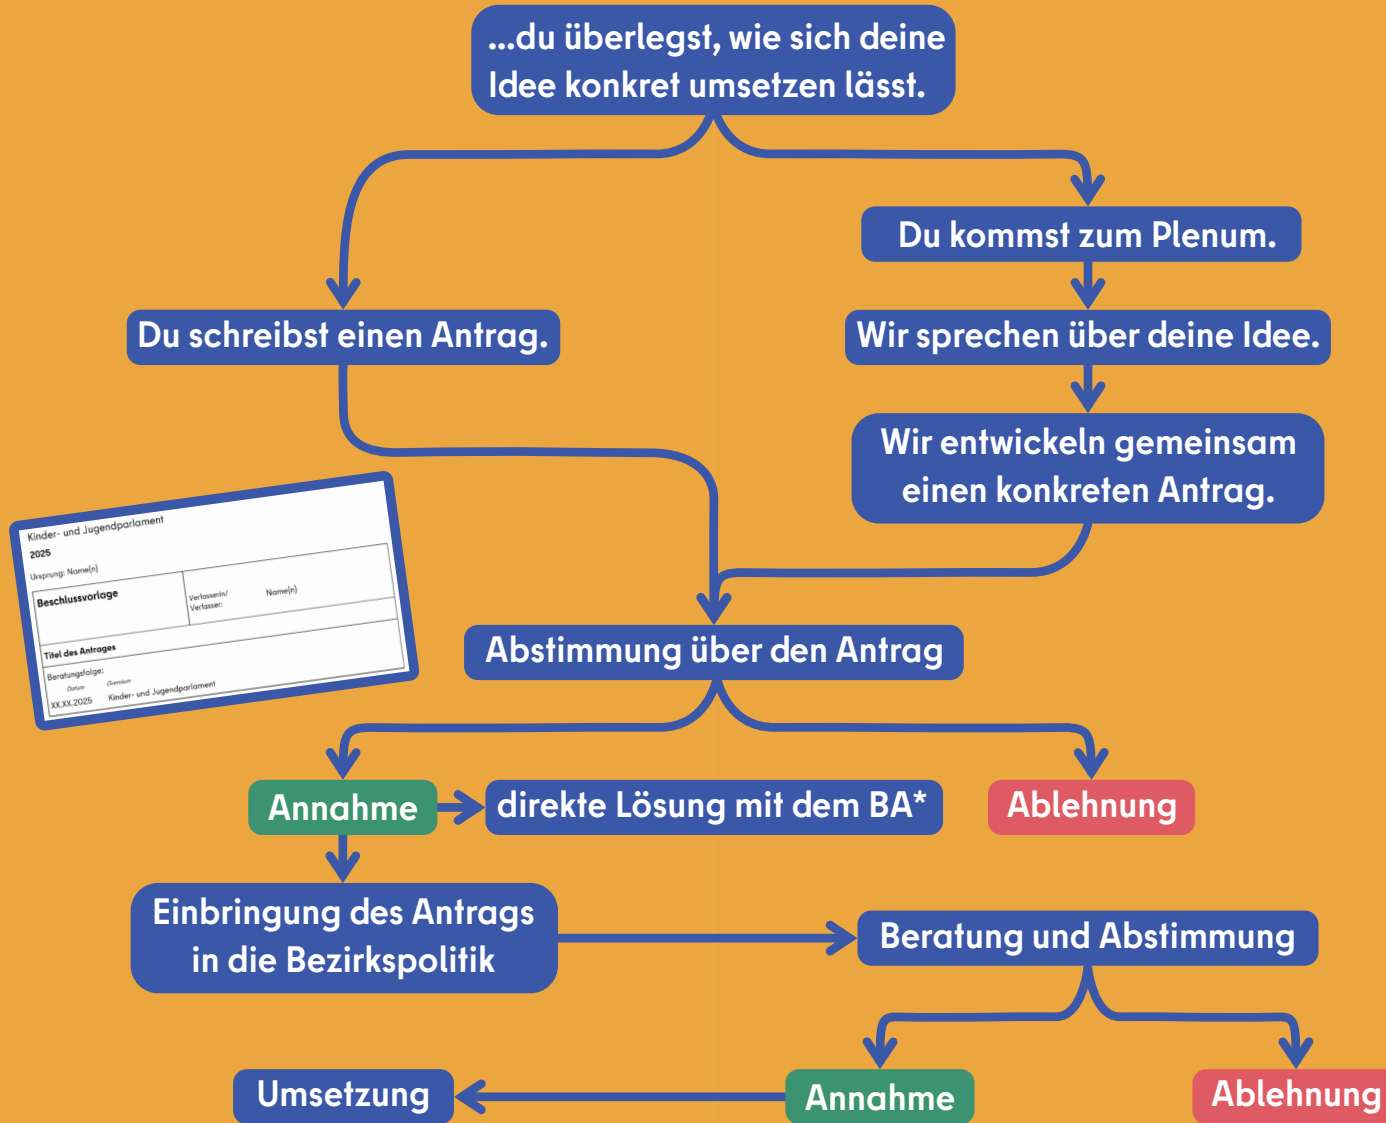 ...du überlegst, wie sich deine
Idee konkret umsetzen lässt.
Du kommst zum Plenum.
Du schreibst einen Antrag.
Wir sprechen über deine Idee.
Wir entwickeln gemeinsam
einen konkreten Antrag.
Kinder- und Jugendparlament
2025
Ursprung: Name(n)
Beschlussvorlage
Verfasserin/
Verfasser:
Name(n)
Titel des Antrages
Beratungsfolge:
Datum Gremium
XX.XX.2025 Kinder- und Jugendparlament
Abstimmung über den Antrag
Annahme
direkte Lösung mit dem BA*
Ablehnung
Einbringung des Antrags
in die Bezirkspolitik
Beratung und Abstimmung
Umsetzung
Annahme
Ablehnung